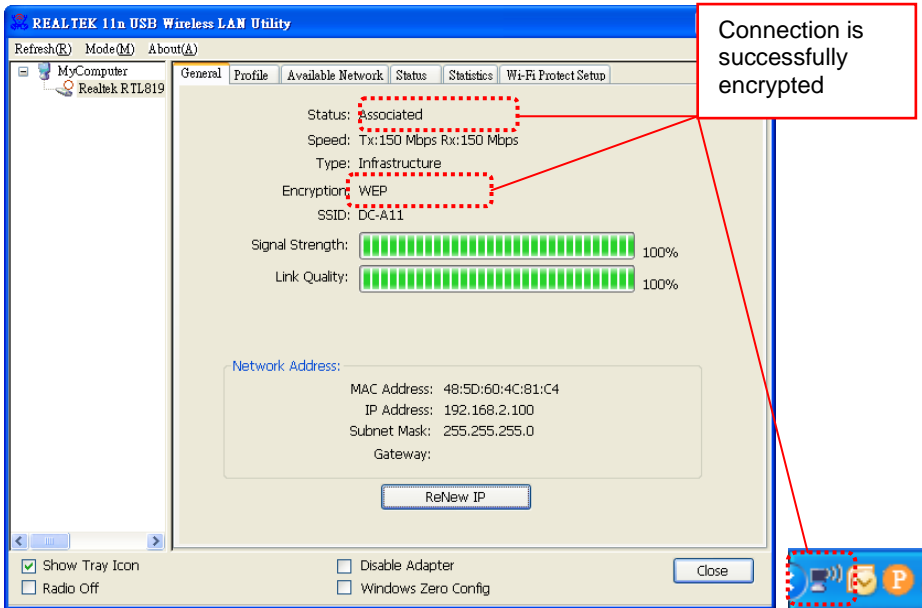 REALTEK 11n USB Wireless LAN Utility
Connection is
successfully
encrypted
Refresh(R) Mode(M) About(A)
MyComputer
Realtek RTL819
General Profile Available Network Status Statistics Wi-Fi Protect Setup
Status: Associated
Speed: Tx:150 Mbps Rx:150 Mbps
Type: Infrastructure
Encryption: WEP
SSID: DC-A11
Signal Strength: 100%
Link Quality: 100%
Network Address:
MAC Address: 48:5D:60:4C:81:C4
IP Address: 192.168.2.100
Subnet Mask: 255.255.255.0
Gateway:
ReNew IP
Show Tray Icon
Radio Off
Disable Adapter
Windows Zero Config
Close
P